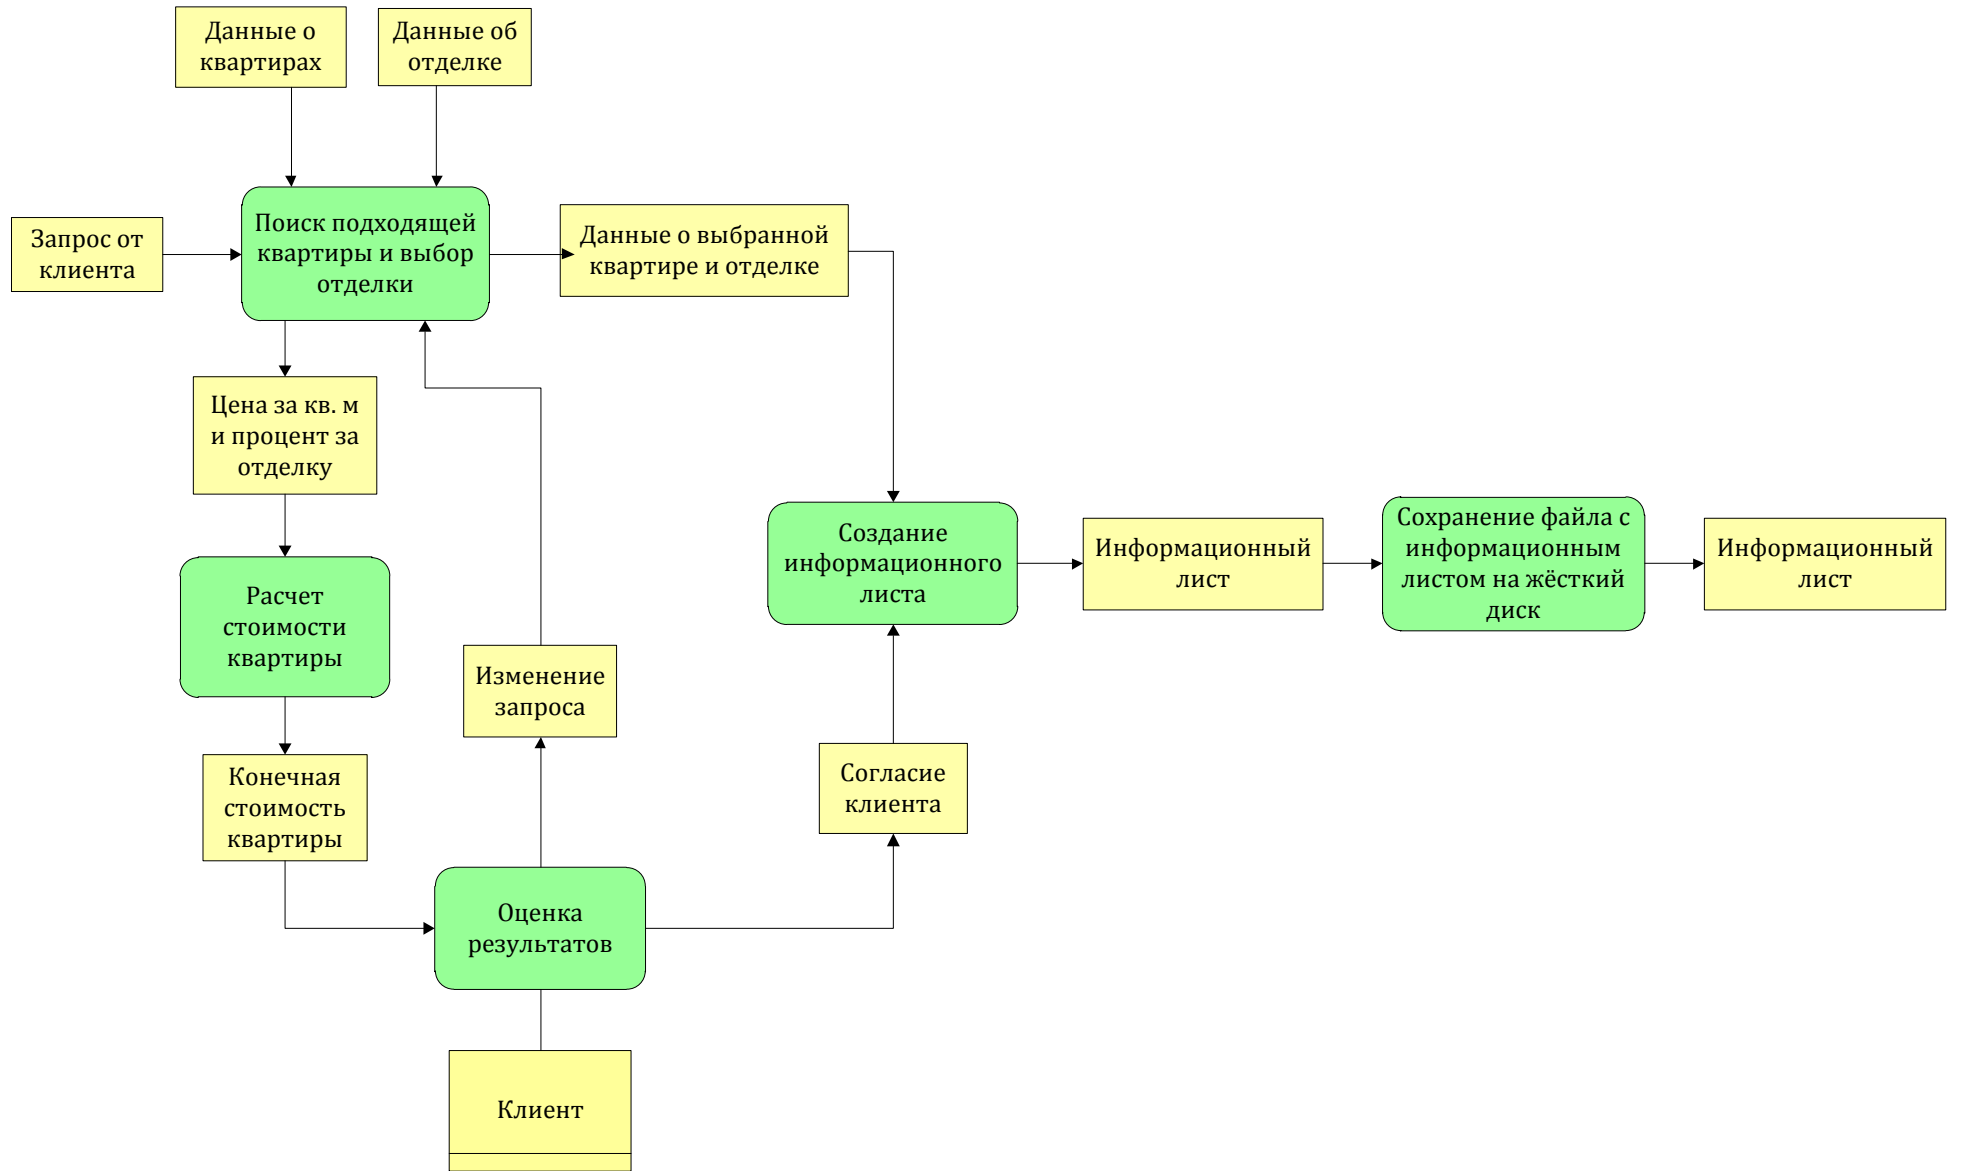 Данные о
квартирах
Данные об
отделке
Запрос от
клиента
Поиск подходящей
квартиры и выбор
отделки
Данные о выбранной
квартире и отделке
Цена за кв. м
и процент за
отделку
Расчет
стоимости
квартиры
Конечная
стоимость
квартиры
Изменение
запроса
Оценка
результатов
Клиент
Согласие
клиента
Создание
информационного
листа
Информационный
лист
Сохранение файла с
информационным
листом на жёсткий
диск
Информационный
лист